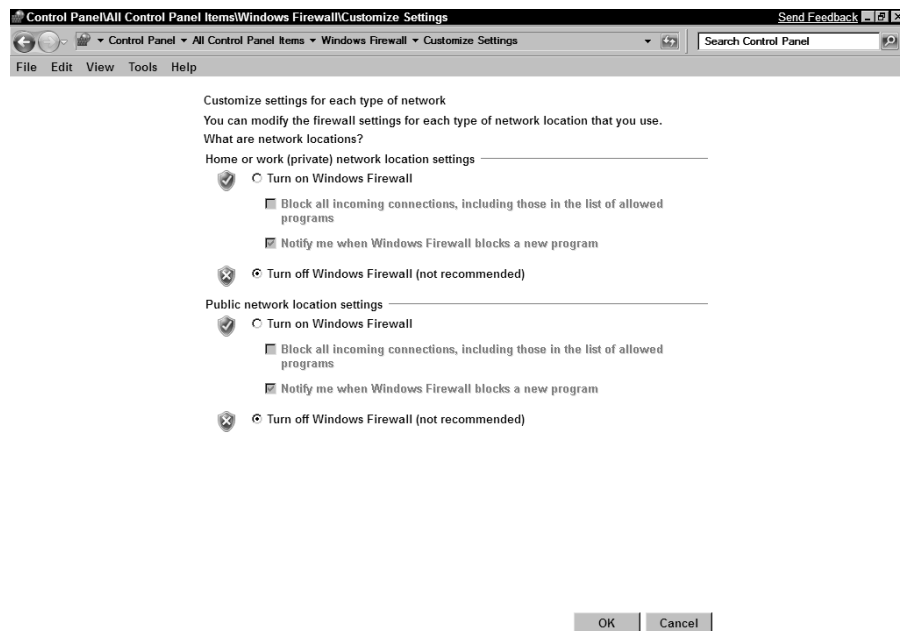 Control Panel\All Control Panel Items\Windows Firewall\Customize Settings
Send Feedback
Control Panel All Control Panel Items Windows Firewall Customize Settings
Search Control Panel
File Edit View Tools Help
Customize settings for each type of network
You can modify the firewall settings for each type of network location that you use.
What are network locations?
Home or work (private) network location settings
Turn on Windows Firewall
Block all incoming connections, including those in the list of allowed
programs
Notify me when Windows Firewall blocks a new program
Turn off Windows Firewall (not recommended)
Public network location settings
Turn on Windows Firewall
Block all incoming connections, including those in the list of allowed
programs
Notify me when Windows Firewall blocks a new program
Turn off Windows Firewall (not recommended)
OK Cancel